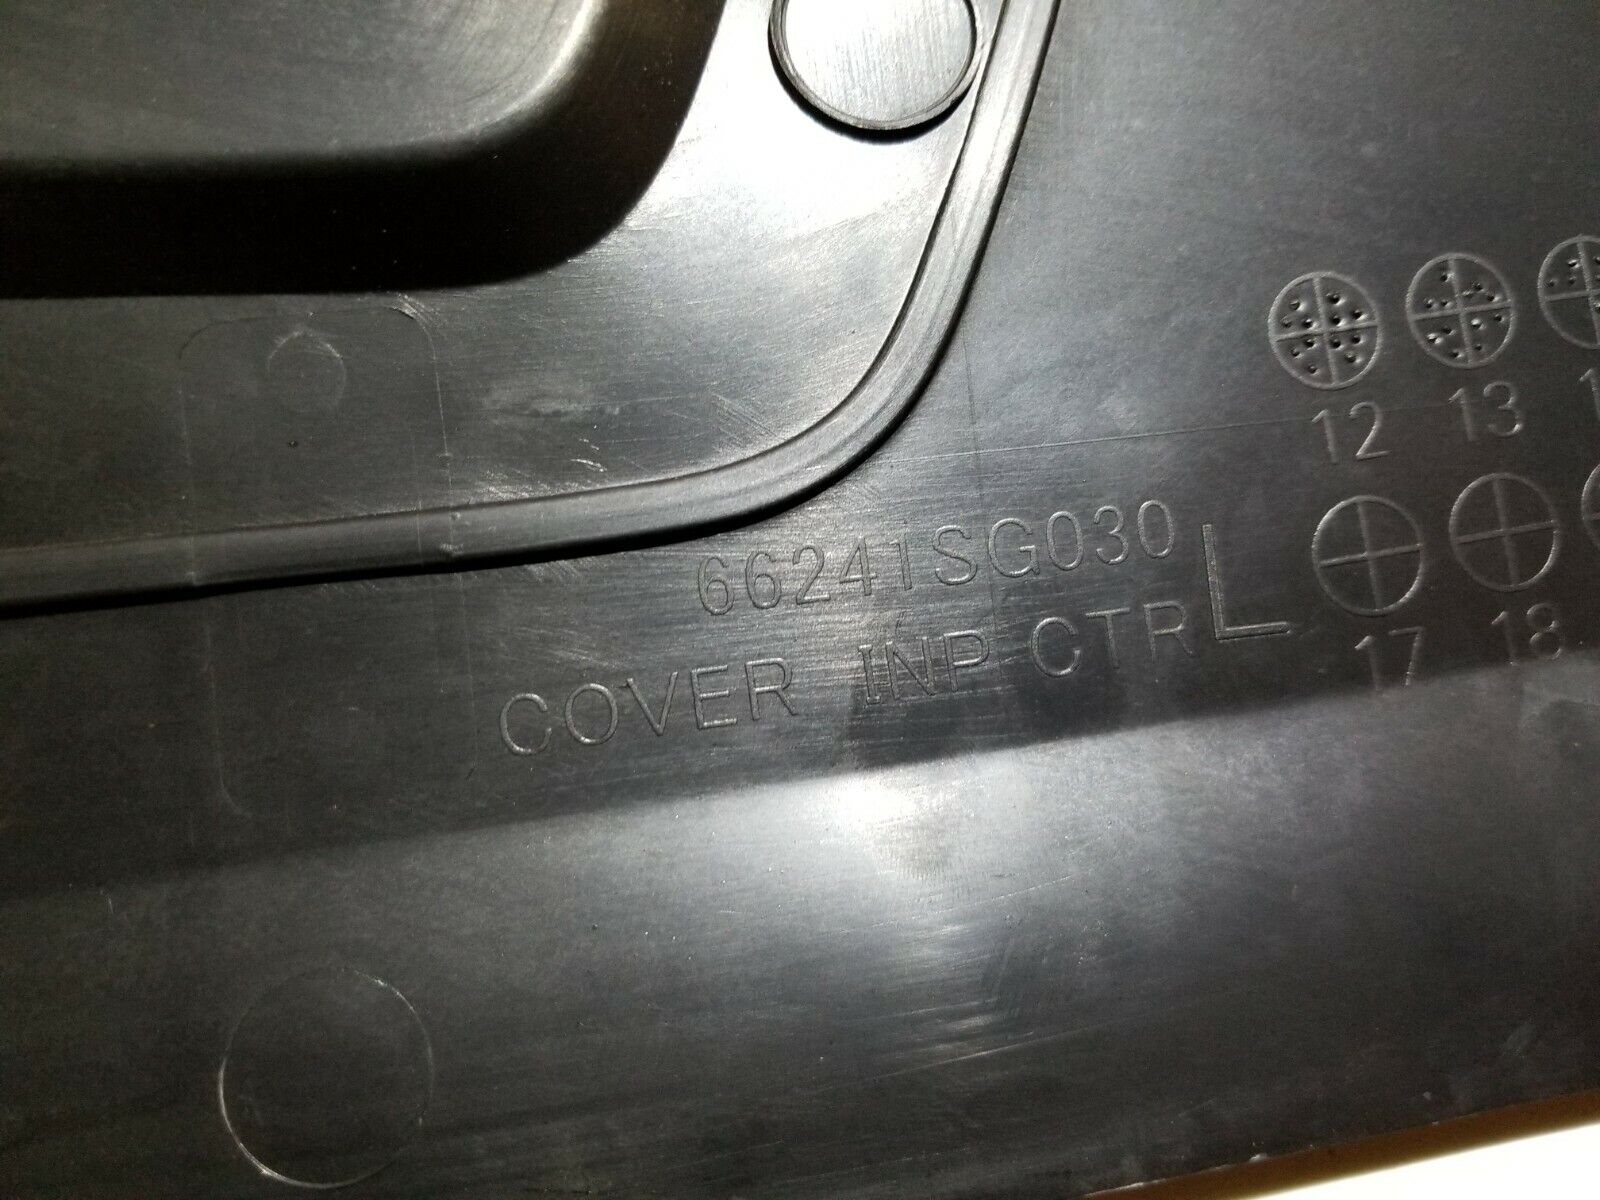 12 13
66241SG030
COVER INP CTR L
17 18